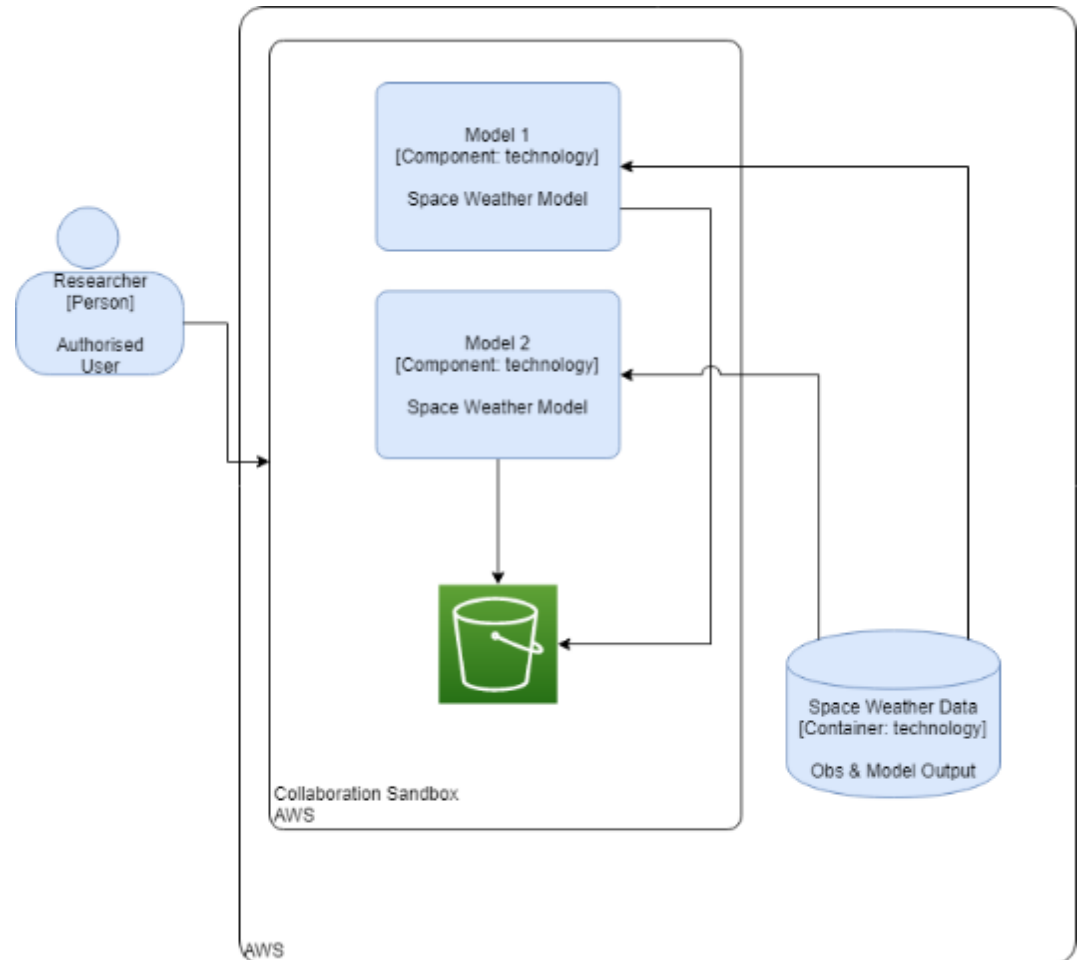 Model 1
[Component: technology]
Space Weather Model
Researcher
[Person]
Authorised
User
Model 2
[Component: technology]
Space Weather Model
Space Weather Data
[Container: technology]
Obs & Model Output
Collaboration Sandbox
AWS
AWS